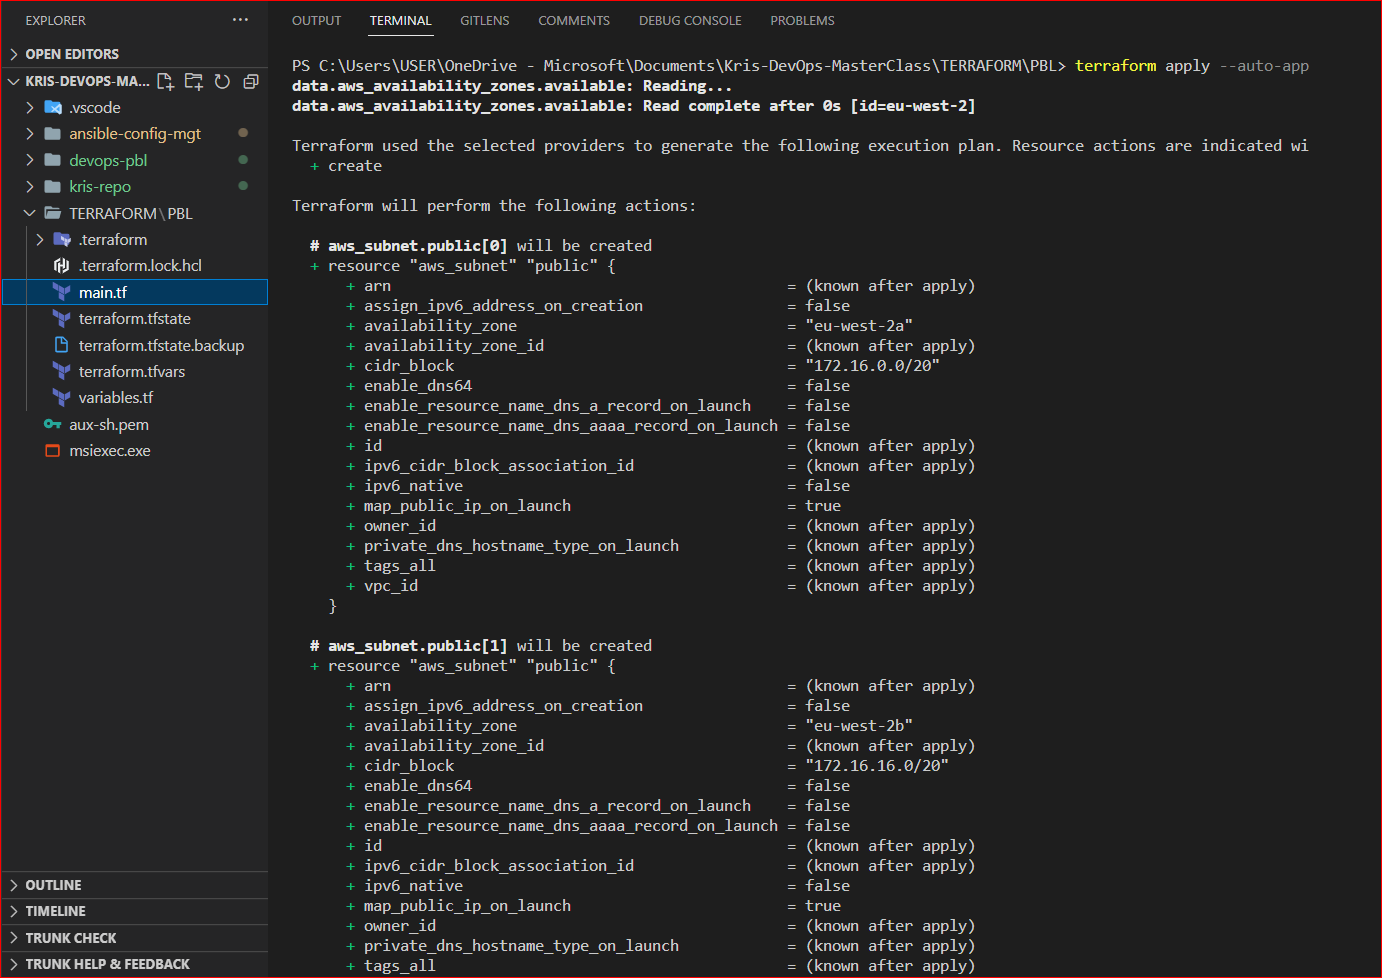 EXPLORER
OPEN EDITORS
KRIS-DEVOPS-MA...
.vscode
ansible-config-mgt
devops-pbl
kris-repo
TERRAFORM\PBL
.terraform
.terraform.lock.hcl
main.tf
terraform.tfstate
terraform.tfstate.backup
terraform.tfvars
variables.tf
aux-sh.pem
msiexec.exe
OUTLINE
TIMELINE
TRUNK CHECK
TRUNK HELP & FEEDBACK
OUTPUT TERMINAL GITLENS COMMENTS DEBUG CONSOLE PROBLEMS
PS C:\Users\USER\OneDrive - Microsoft\Documents\Kris-DevOps-MasterClass\TERRAFORM\PBL> terraform apply --auto-app
data.aws_availability_zones.available: Reading...
data.aws_availability_zones.available: Read complete after 0s [id=eu-west-2]
Terraform used the selected providers to generate the following execution plan. Resource actions are indicated wi
+ create
Terraform will perform the following actions:
# aws_subnet.public[0] will be created
+ resource "aws_subnet" "public" {
+ arn = (known after apply)
+ assign_ipv6_address_on_creation = false
+ availability_zone = "eu-west-2a"
+ availability_zone_id = (known after apply)
+ cidr_block = "172.16.0.0/20"
+ enable_dns64 = false
+ enable_resource_name_dns_a_record_on_launch = false
+ enable_resource_name_dns_aaaa_record_on_launch = false
+ id = (known after apply)
+ ipv6_cidr_block_association_id = (known after apply)
+ ipv6_native = false
+ map_public_ip_on_launch = true
+ owner_id = (known after apply)
+ private_dns_hostname_type_on_launch = (known after apply)
+ tags_all = (known after apply)
+ vpc_id = (known after apply)
}
# aws_subnet.public[1] will be created
+ resource "aws_subnet" "public" {
+ arn = (known after apply)
+ assign_ipv6_address_on_creation = false
+ availability_zone = "eu-west-2b"
+ availability_zone_id = (known after apply)
+ cidr_block = "172.16.16.0/20"
+ enable_dns64 = false
+ enable_resource_name_dns_a_record_on_launch = false
+ enable_resource_name_dns_aaaa_record_on_launch = false
+ id = (known after apply)
+ ipv6_cidr_block_association_id = (known after apply)
+ ipv6_native = false
+ map_public_ip_on_launch = true
+ owner_id = (known after apply)
+ private_dns_hostname_type_on_launch = (known after apply)
+ tags_all = (known after apply)